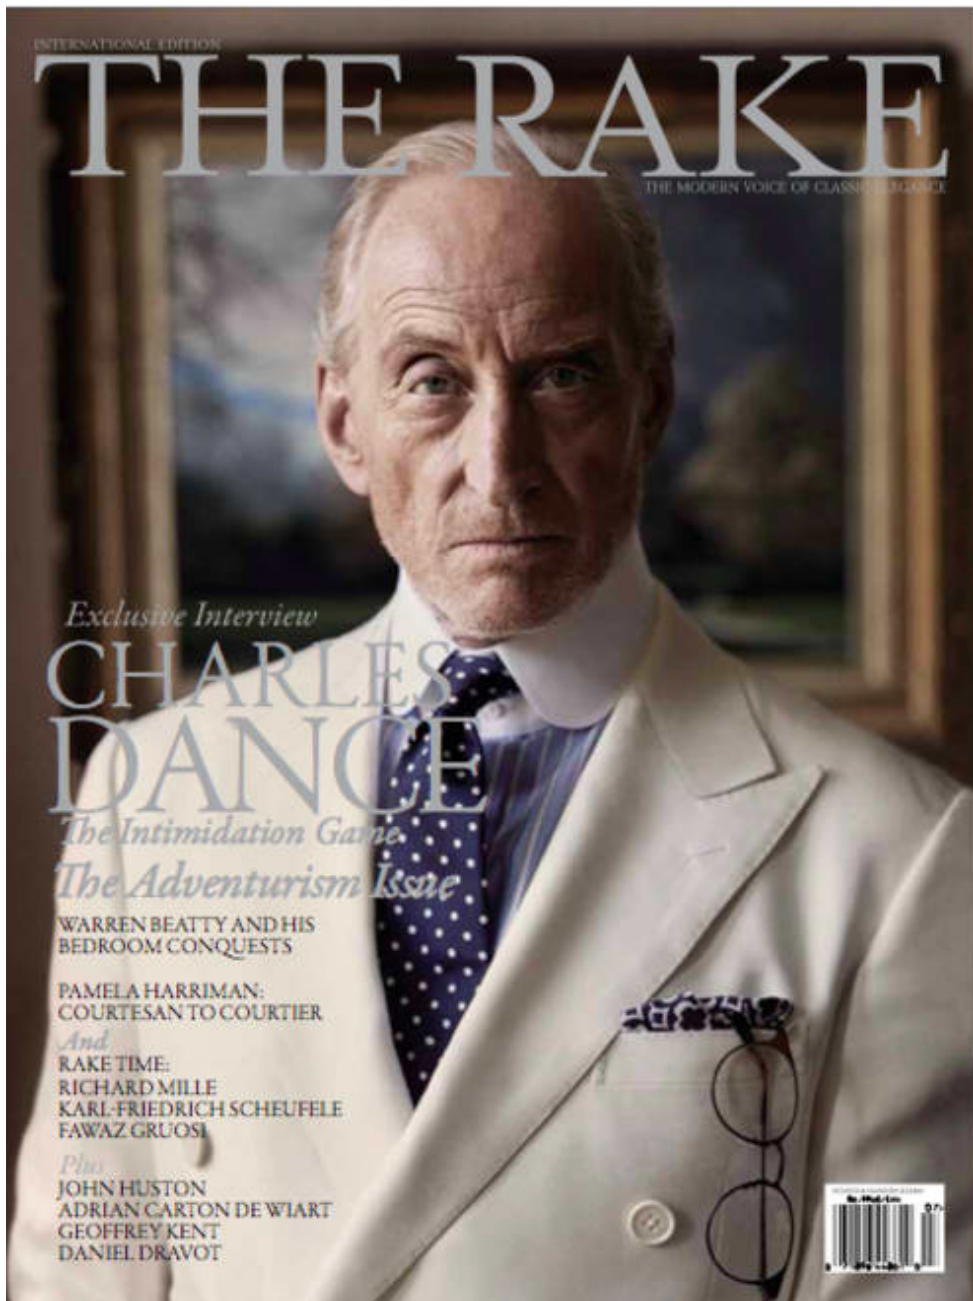 INTERNATIONAL EDITION
THE RAKE
THE MODERN VOICE OF CLASSIC ELEGANCE
Exclusive Interview
CHARLES
DANCE
The Intimidation Game
The Adventurism Issue
WARREN BEATTY AND HIS
BEDROOM CONQUESTS
PAMELA HARRIMAN:
COURTESAN TO COURTIER
And
RAKE TIME:
RICHARD MILLE
KARL-FRIEDRICH SCHEUFELE
FAWAZ GRUOSI
Plus
JOHN HUSTON
ADRIAN CARTON DE WIART
GEOFFREY KENT
DANIEL DRAVOT